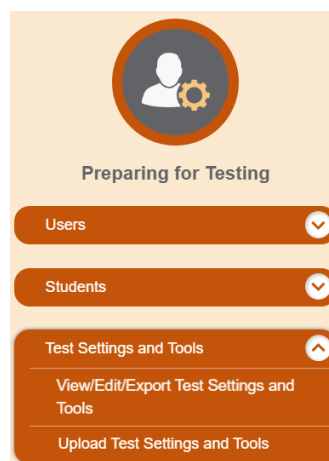 Preparing for Testing
Users
Students
Test Settings and Tools
View/Edit/Export Test Settings and
Tools
Upload Test Settings and Tools